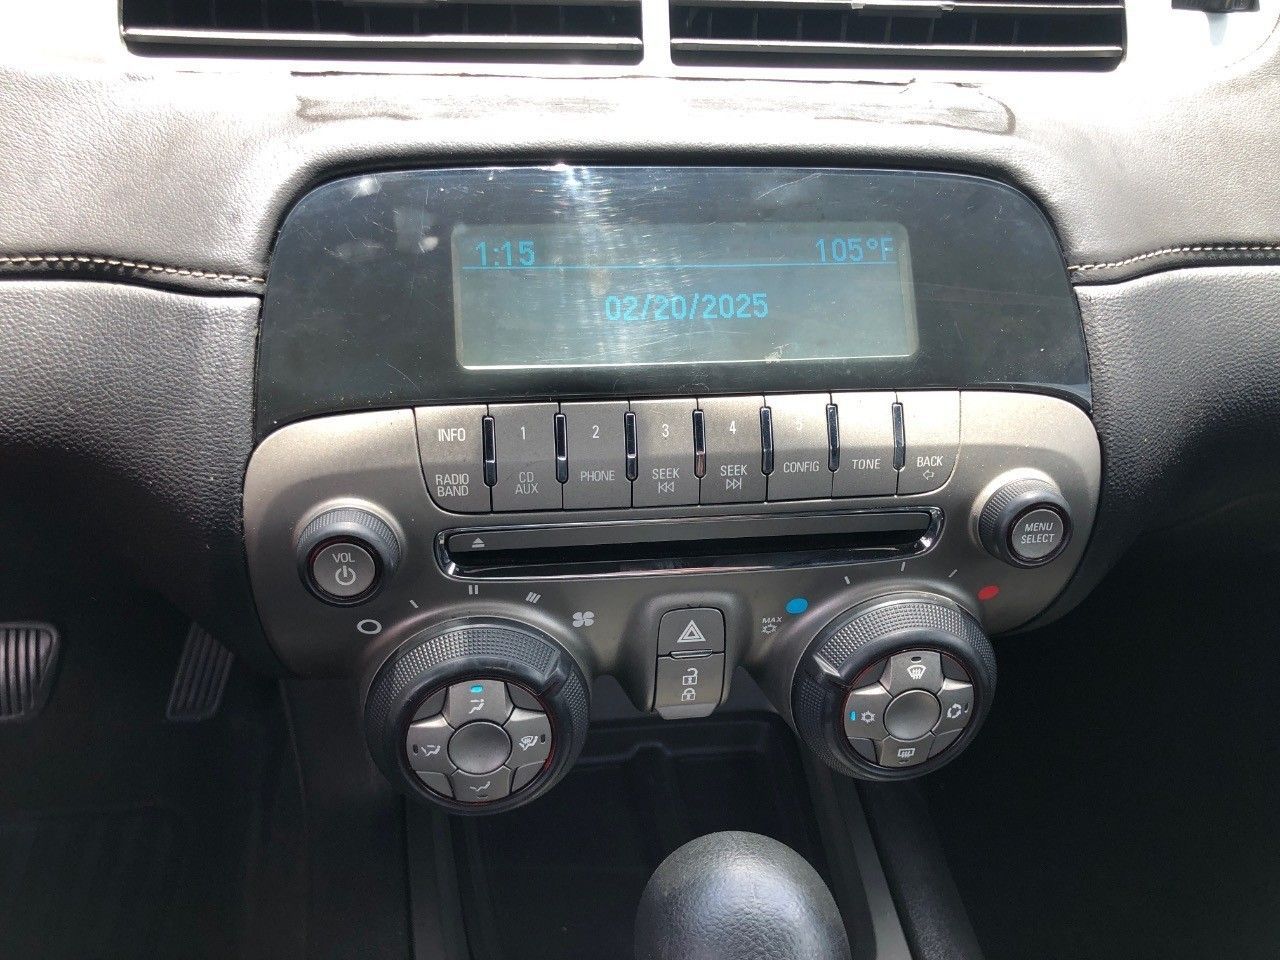 1:15 105°F
02/20/2025
INFO 1 2 3 4 5
RADIO BAND
CD AUX
PHONE
SEEK
SEEK
CONFIG
TONE
BACK
VOL
MENU SELECT
MAX